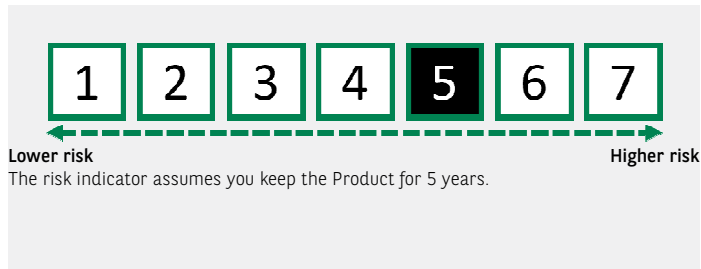 1 2 3 4 5 6 7
Lower risk Higher risk
The risk indicator assumes you keep the Product for 5 years.